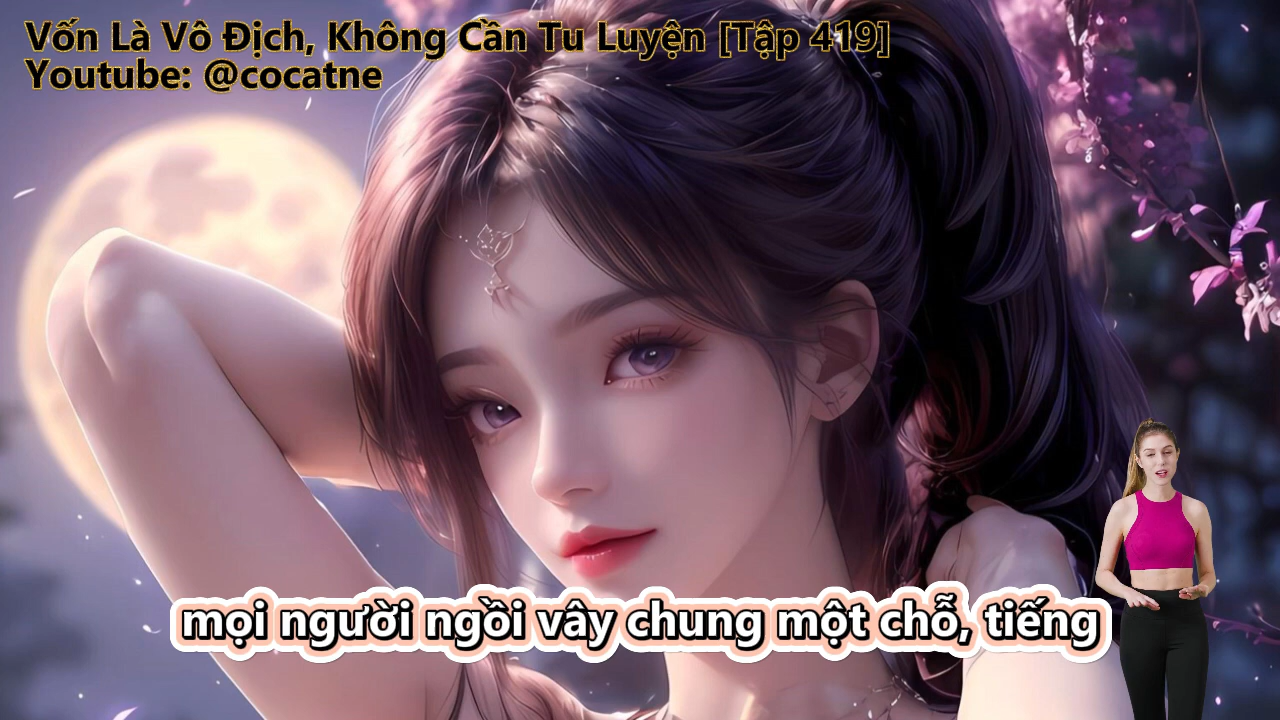 Vốn Là Vô Địch, Không Cần Tu Luyện [Tập 419]
Youtube: @cocatne
mọi người ngồi vây chung một chỗ, tiếng